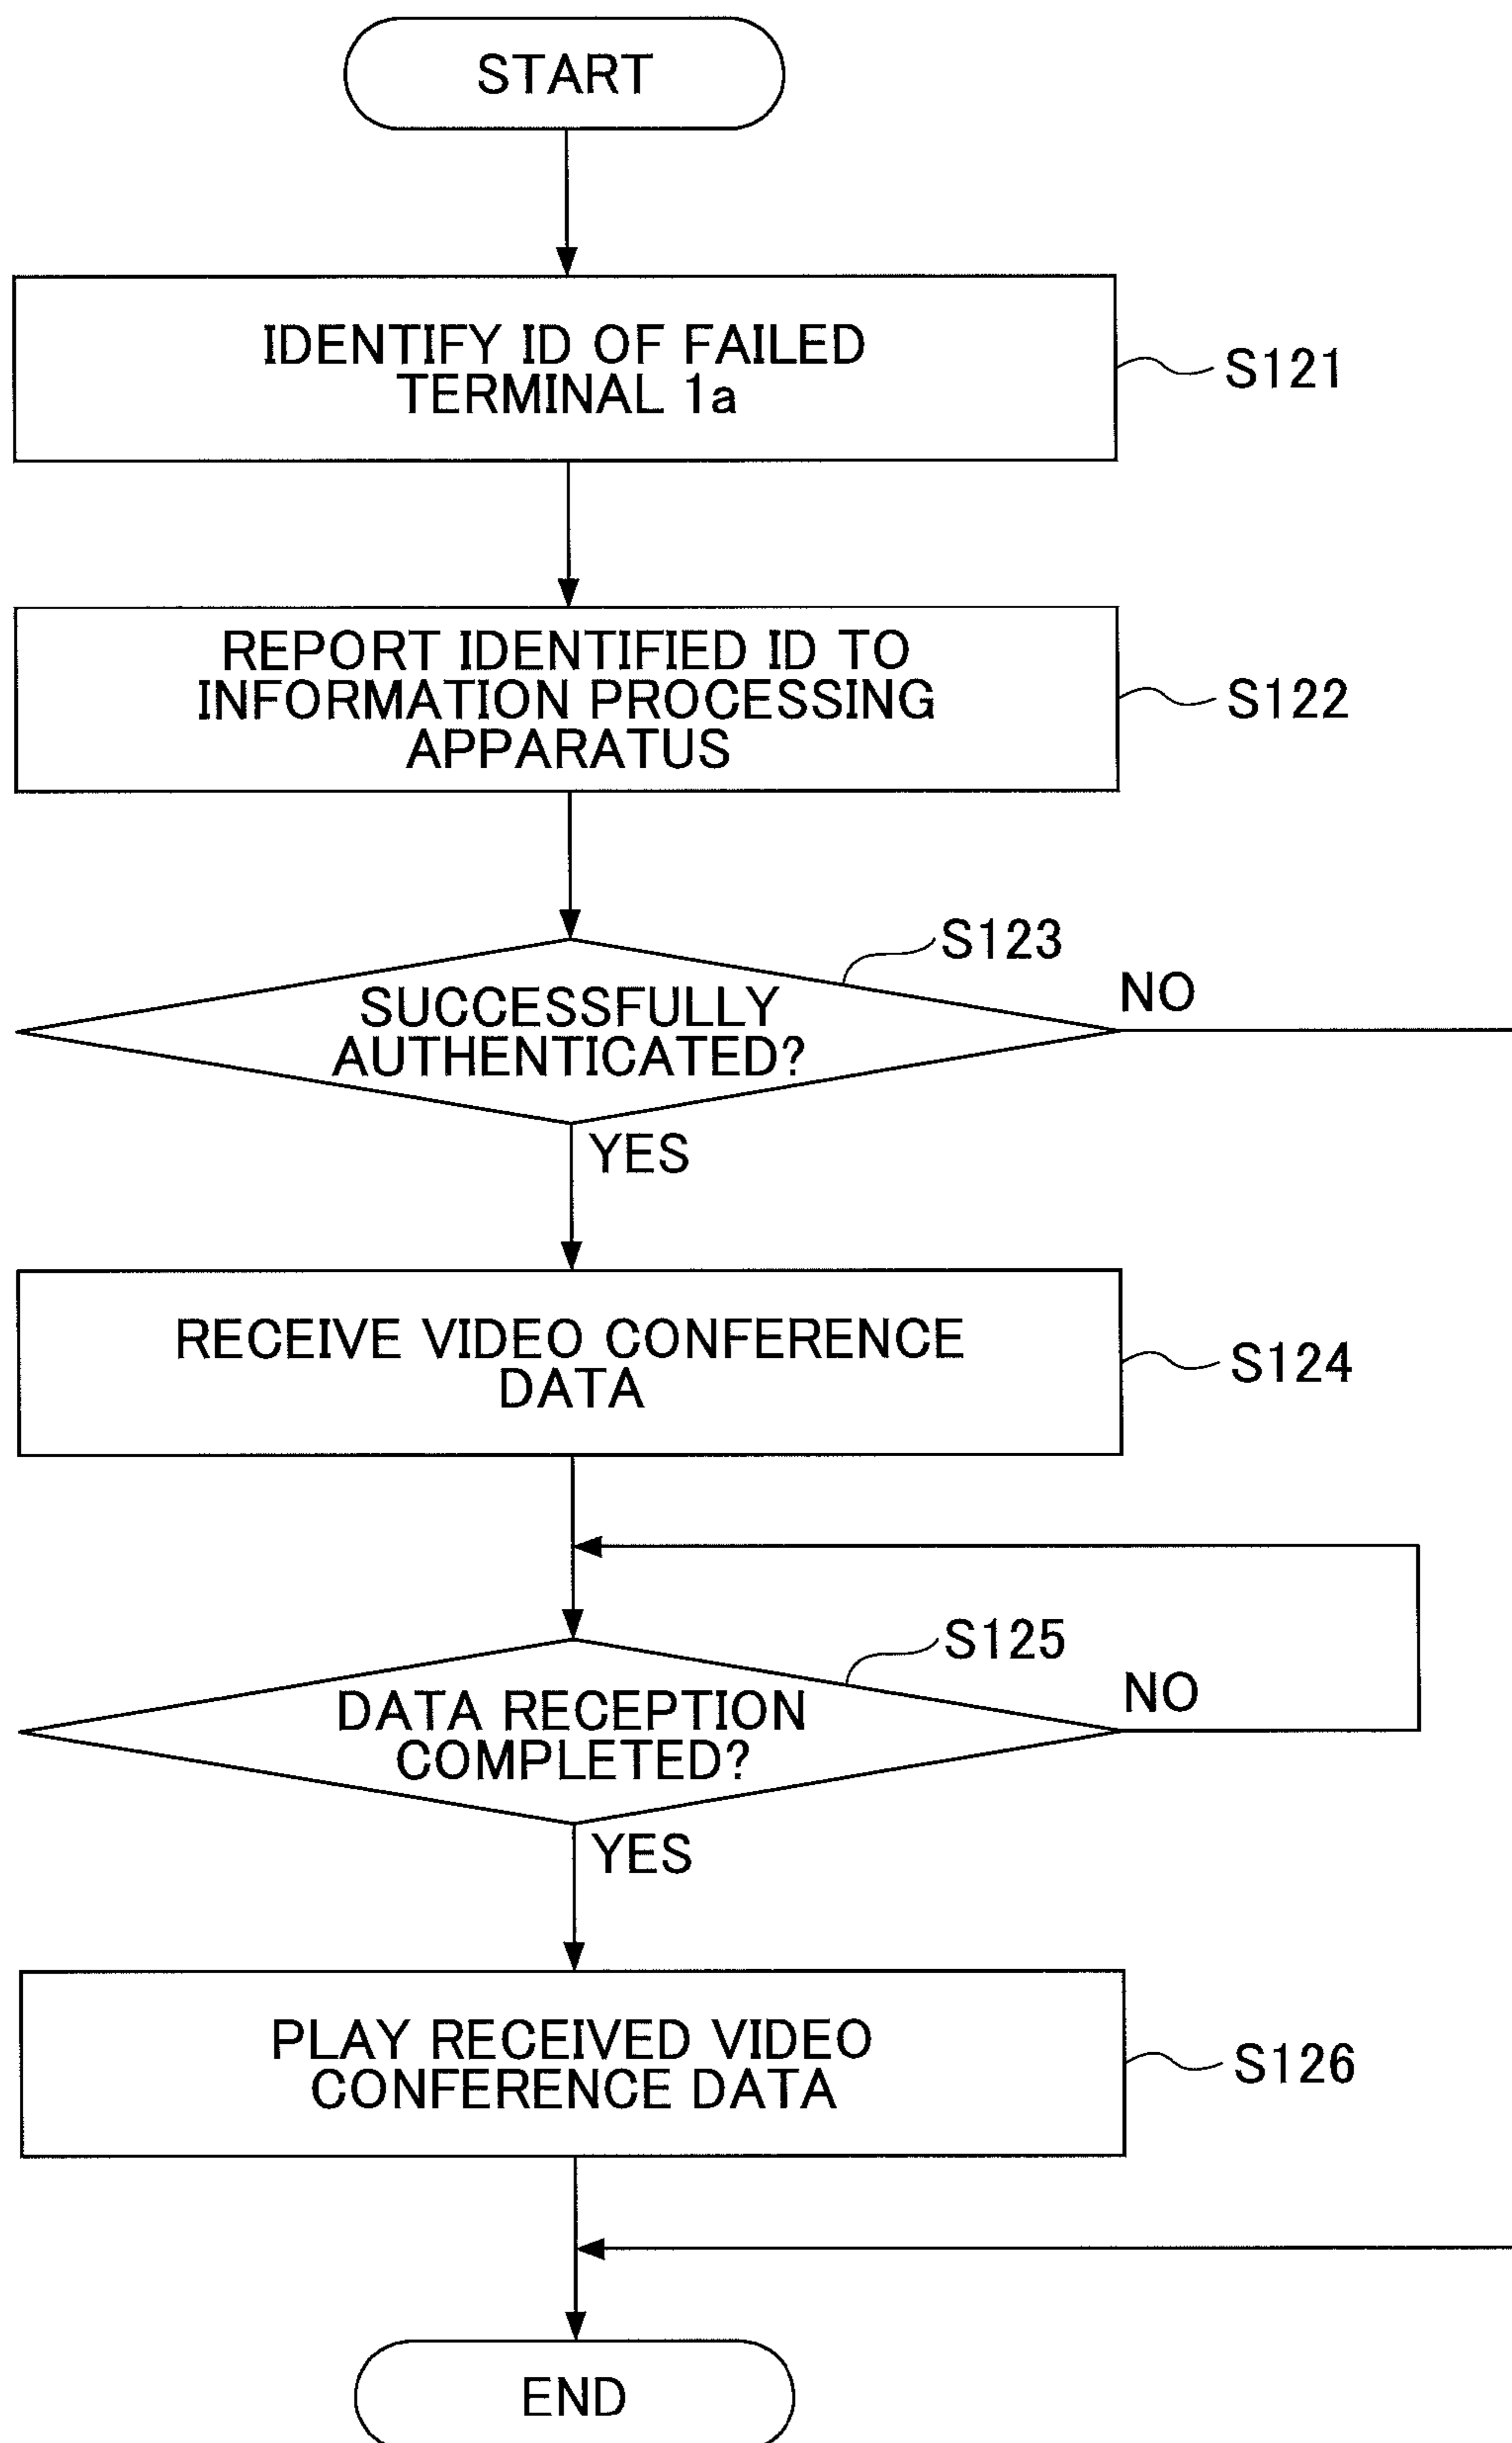 START
IDENTIFY ID OF FAILED
TERMINAL 1a
S121
REPORT IDENTIFIED ID TO
INFORMATION PROCESSING
APPARATUS
S122
S123
SUCCESSFULLY
AUTHENTICATED?
NO
YES
RECEIVE VIDEO CONFERENCE
DATA
S124
S125
DATA RECEPTION
COMPLETED?
NO
YES
PLAY RECEIVED VIDEO
CONFERENCE DATA
S126
END